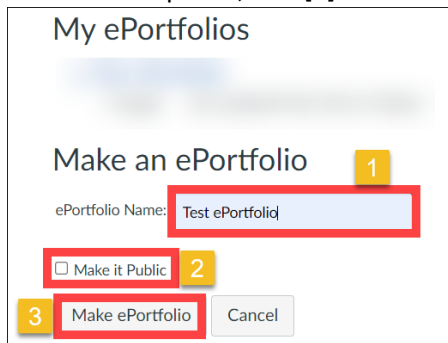 My ePortfolios
Make an ePortfolio
1
ePortfolio Name: Test ePortfolio
Make it Public 2
3 Make ePortfolio Cancel